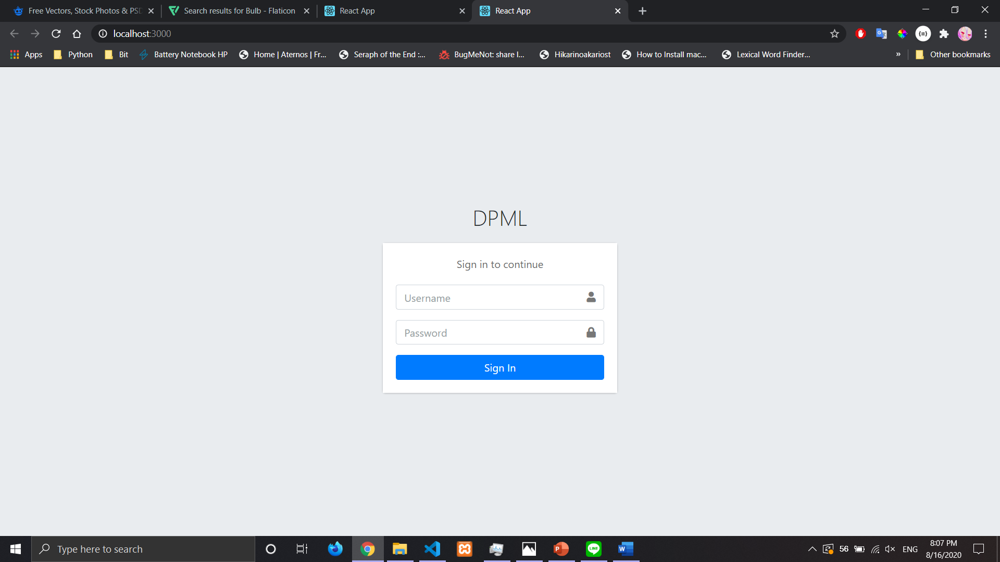 Free Vectors, Stock Photos & PSD
Search results for Bulb - Flaticon
React App
React App
localhost:3000
Apps
Python
Bit
Battery Notebook HP
Home | Aternos | Fr...
Seraph of the End :...
BugMeNot: share l...
Hikarinoakariost
How to Install mac...
Lexical Word Finder...
»
Other bookmarks
DPML
Sign in to continue
Username
Password
Sign In
Type here to search
56
ENG
8:07 PM
8/16/2020